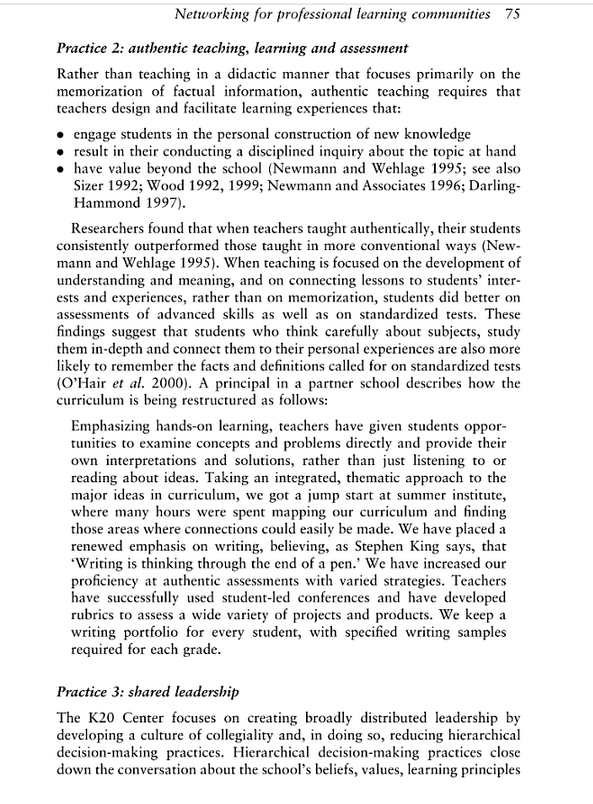 Networking for professional learning communities 75
Practice 2: authentic teaching, learning and assessment
Rather than teaching in a didactic manner that focuses primarily on the
memorization of factual information, authentic teaching requires that
teachers design and facilitate learning experiences that:
• engage students in the personal construction of new knowledge
• result in their conducting a disciplined inquiry about the topic at hand
• have value beyond the school (Newmann and Wehlage 1995; see also
Sizer 1992; Wood 1992, 1999; Newmann and Associates 1996; Darling-
Hammond 1997).
Researchers found that when teachers taught authentically, their students
consistently outperformed those taught in more conventional ways (New-
mann and Wehlage 1995). When teaching is focused on the development of
understanding and meaning, and on connecting lessons to students' inter-
ests and experiences, rather than on memorization, students did better on
assessments of advanced skills as well as on standardized tests. These
findings suggest that students who think carefully about subjects, study
them in-depth and connect them to their personal experiences are also more
likely to remember the facts and definitions called for on standardized tests
(O'Hair et al. 2000). A principal in a partner school describes how the
curriculum is being restructured as follows:
Emphasizing hands-on learning, teachers have given students oppor-
tunities to examine concepts and problems directly and provide their
own interpretations and solutions, rather than just listening to or
reading about ideas. Taking an integrated, thematic approach to the
major ideas in curriculum, we got a jump start at summer institute,
where many hours were spent mapping our curriculum and finding
those areas where connections could easily be made. We have placed a
renewed emphasis on writing, believing, as Stephen King says, that
'Writing is thinking through the end of a pen.' We have increased our
proficiency at authentic assessments with varied strategies. Teachers
have successfully used student-led conferences and have developed
rubrics to assess a wide variety of projects and products. We keep a
writing portfolio for every student, with specified writing samples
required for each grade.
Practice 3: shared leadership
The K20 Center focuses on creating broadly distributed leadership by
developing a culture of collegiality and, in doing so, reducing hierarchical
decision-making practices. Hierarchical decision-making practices close
down the conversation about the school's beliefs, values, learning principles